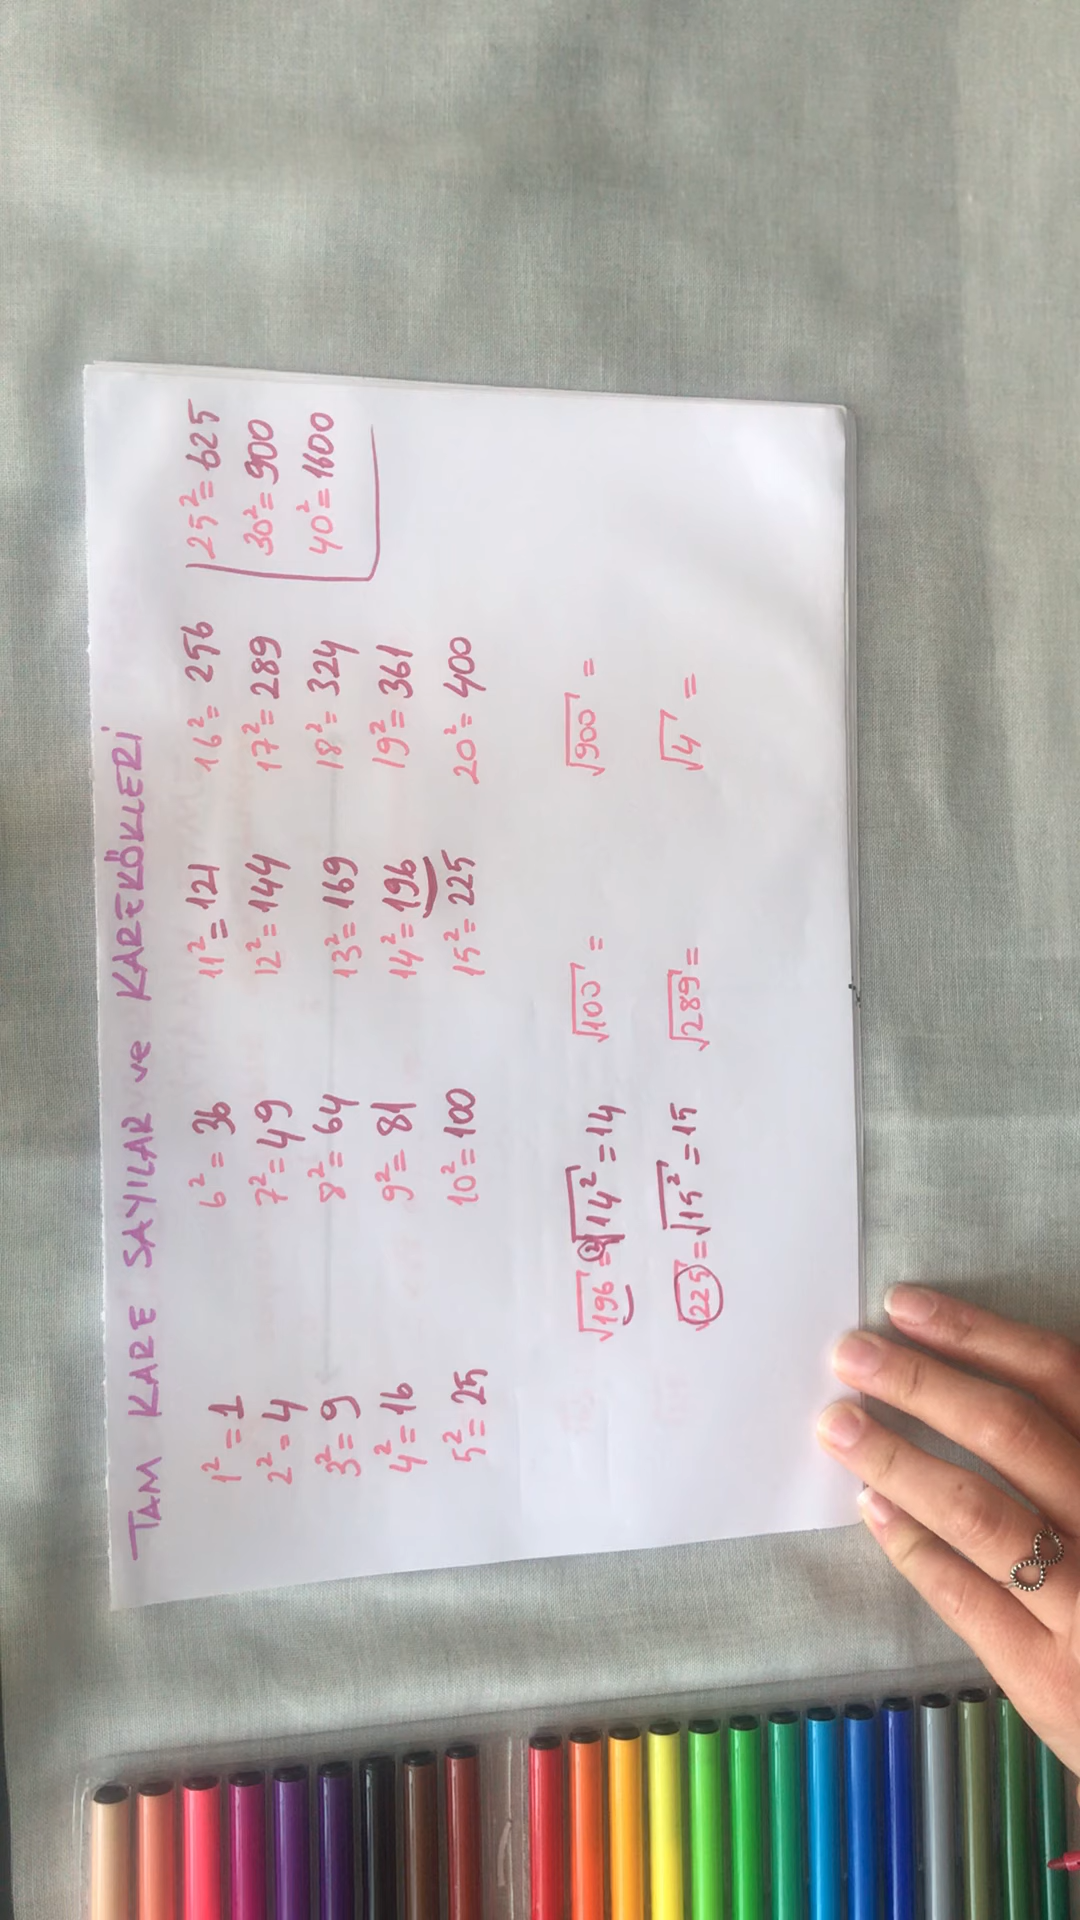 TAM KARE SAYILAR ve KAREKÖKLERİ
1²=1 6²=36 11²=121 16²=256 25²=625
2²=4 7²=49 12²=144 17²=289 30²=900
3²=9 8²=64 13²=169 18²=324 40²=1600
4²=16 9²=81 14²=196 19²=361
5²=25 10²=100 15²=225 20²=400
√196=²√14²=14 √100= √900=
√225=√15²=15 √289= √4=